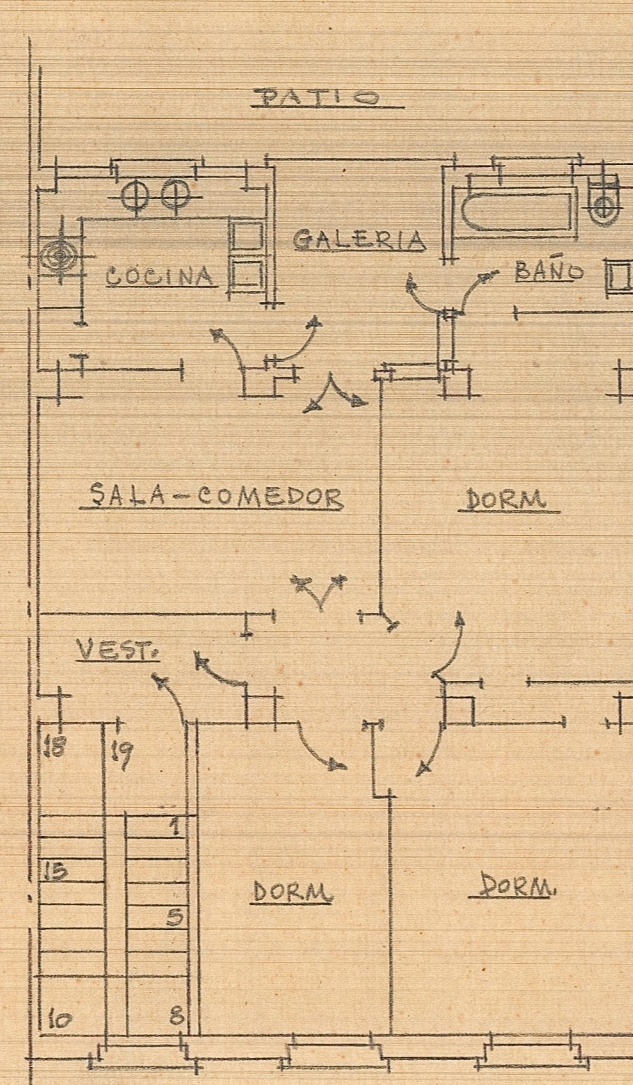 PATIO
GALERIA
COCINA
BAÑO
SALA-COMEDOR
DORM
VEST.
18
19
1
15
DORM
DORM.
5
10
8